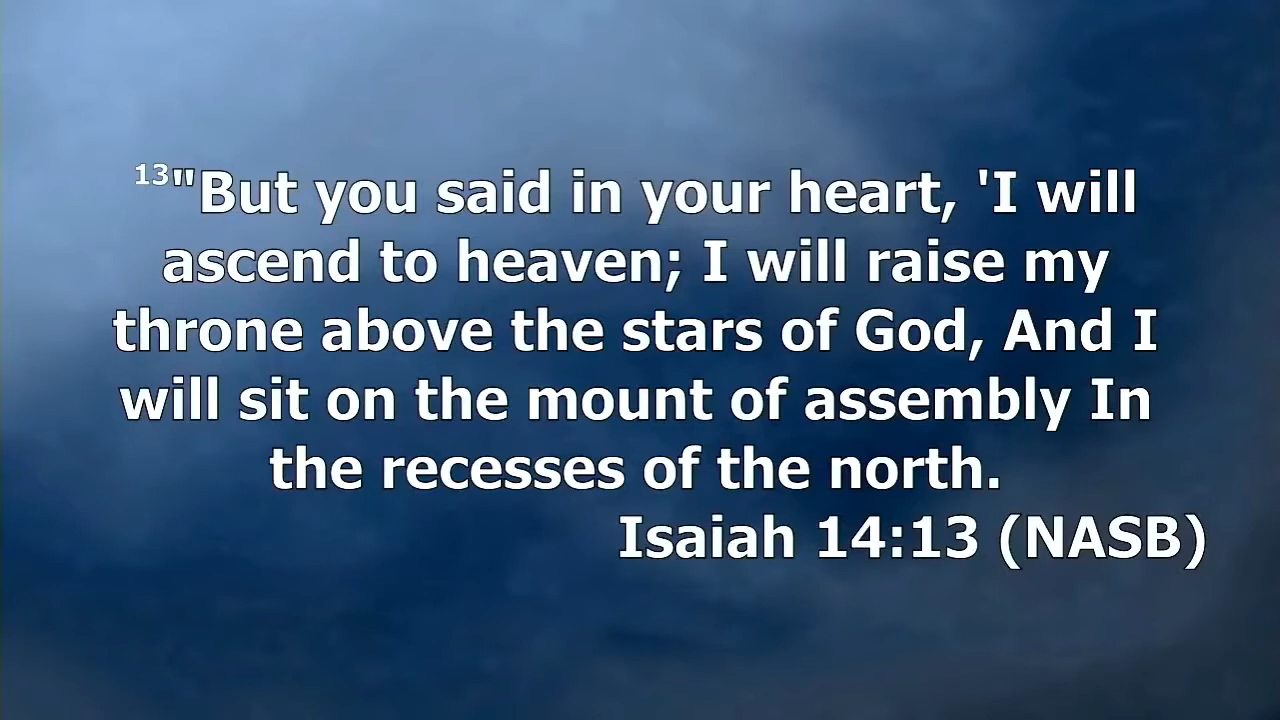 13"But you said in your heart, 'I will
ascend to heaven; I will raise my
throne above the stars of God, And I
will sit on the mount of assembly In
the recesses of the north.
Isaiah 14:13 (NASB)